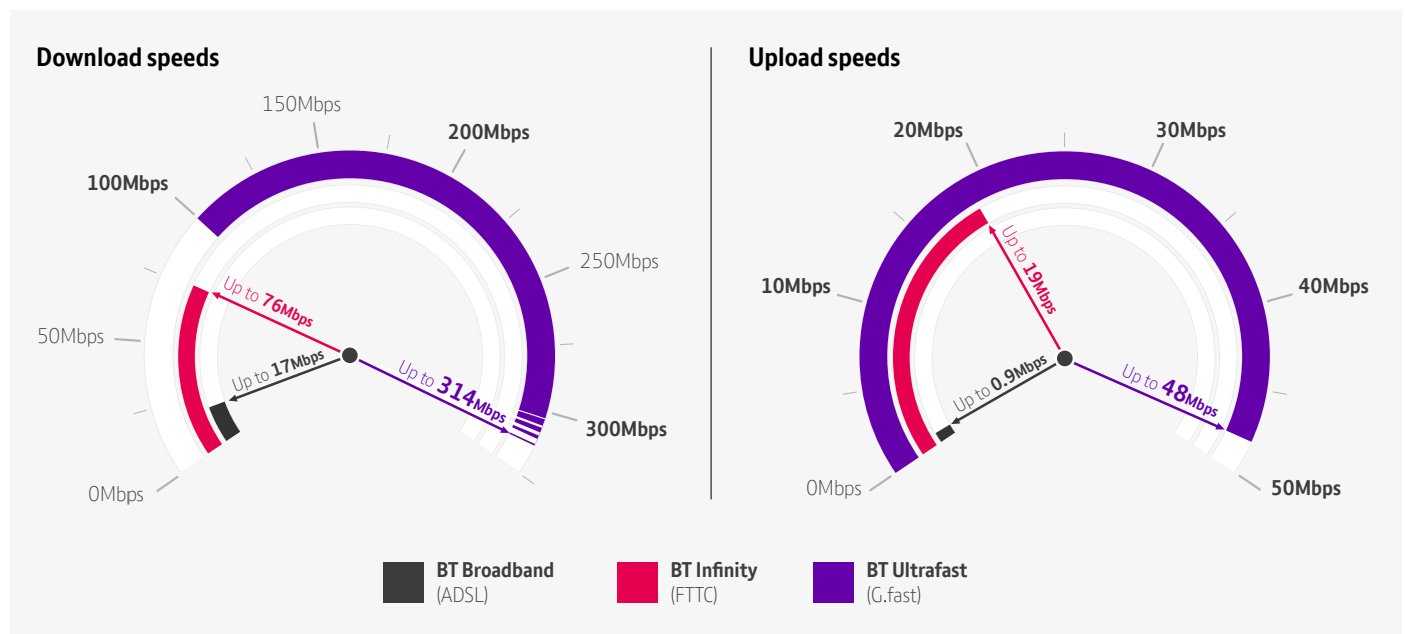 Download speeds
150Mbps
200Mbps
100Mbps
250Mbps
50Mbps
Up to 76Mbps
Up to 17Mbps
Up to 314Mbps
300Mbps
0Mbps
Upload speeds
20Mbps
30Mbps
10Mbps
40Mbps
Up to 19Mbps
Up to 0.9Mbps
Up to 48Mbps
0Mbps
50Mbps
BT Broadband
(ADSL)
BT Infinity
(FTTC)
BT Ultrafast
(G.fast)